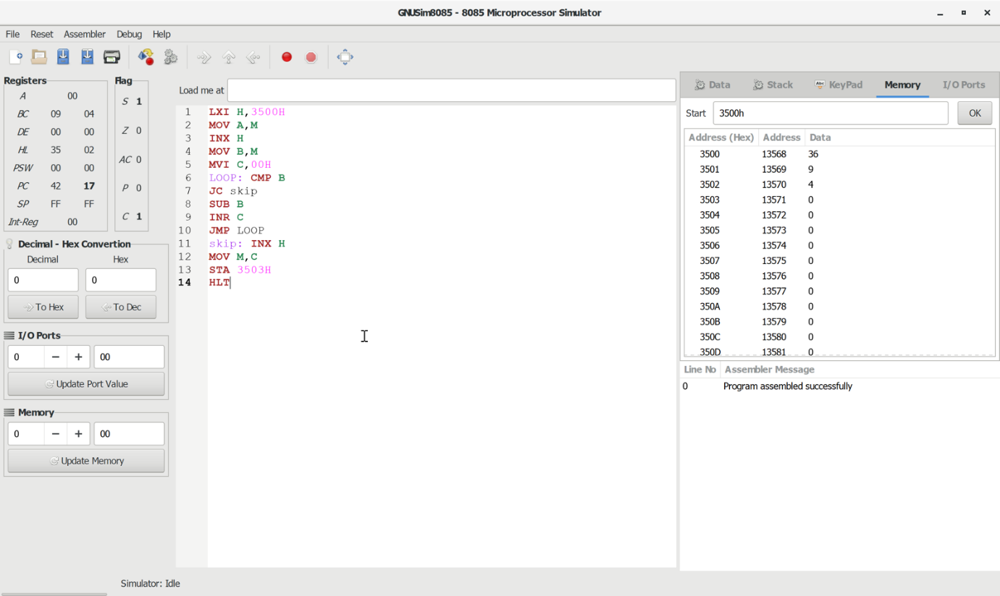 GNUSim8085 - 8085 Microprocessor Simulator
File Reset Assembler Debug Help
Registers
A 00
BC 09 04
DE 00 00
HL 35 02
PSW 00 00
PC 42 17
SP FF FF
Int-Reg 00
Flag
S 1
Z 0
AC 0
P 0
C 1
Decimal - Hex Convertion
Decimal Hex
0 0
To Hex To Dec
I/O Ports
0 − + 00
Update Port Value
Memory
0 − + 00
Update Memory
Load me at
1 LXI H,3500H
2 MOV A,M
3 INX H
4 MOV B,M
5 MVI C,00H
6 LOOP: CMP B
7 JC skip
8 SUB B
9 INR C
10 JMP LOOP
11 skip: INX H
12 MOV M,C
13 STA 3503H
14 HLT
Data Stack Abc KeyPad Memory I/O Ports
Start 3500h OK
Address (Hex) Address Data
3500 13568 36
3501 13569 9
3502 13570 4
3503 13571 0
3504 13572 0
3505 13573 0
3506 13574 0
3507 13575 0
3508 13576 0
3509 13577 0
350A 13578 0
350B 13579 0
350C 13580 0
350D 13581 0
Line No Assembler Message
0 Program assembled successfully
Simulator: Idle